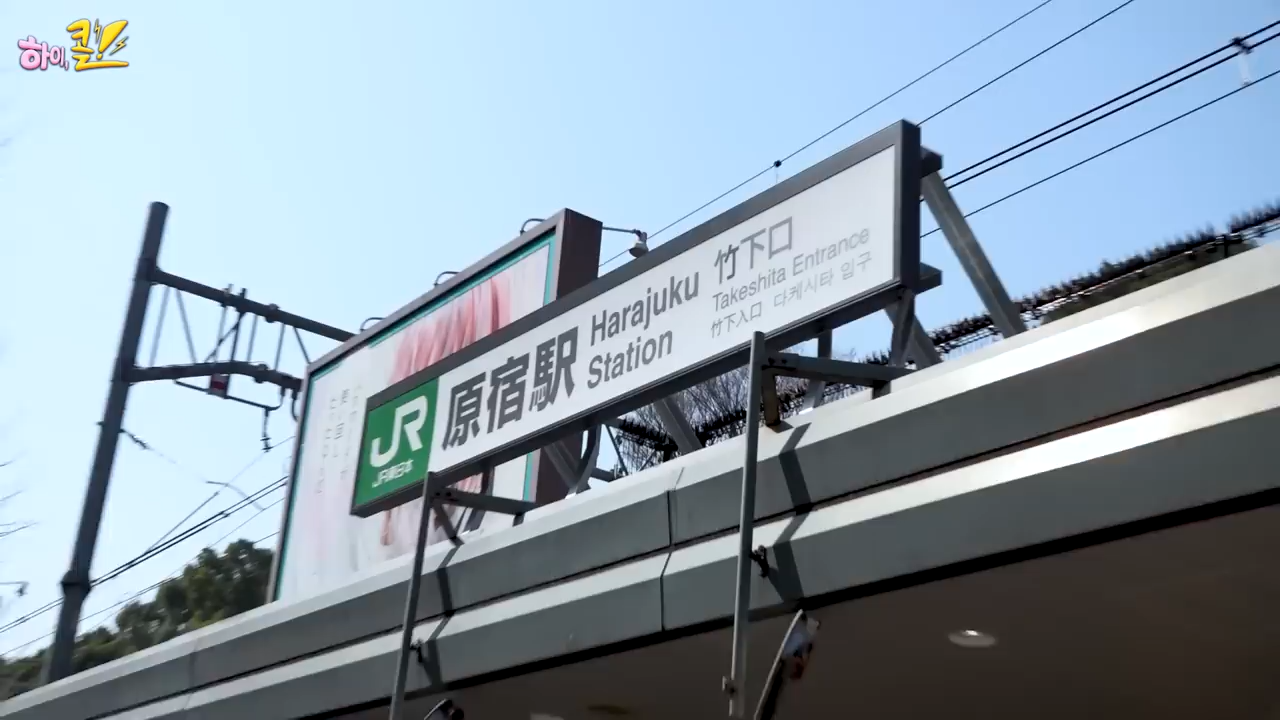 하이, 콜!
JR
JR東日本
原宿駅
Harajuku
Station
竹下口
Takeshita Entrance
竹下入口 다케시타 입구